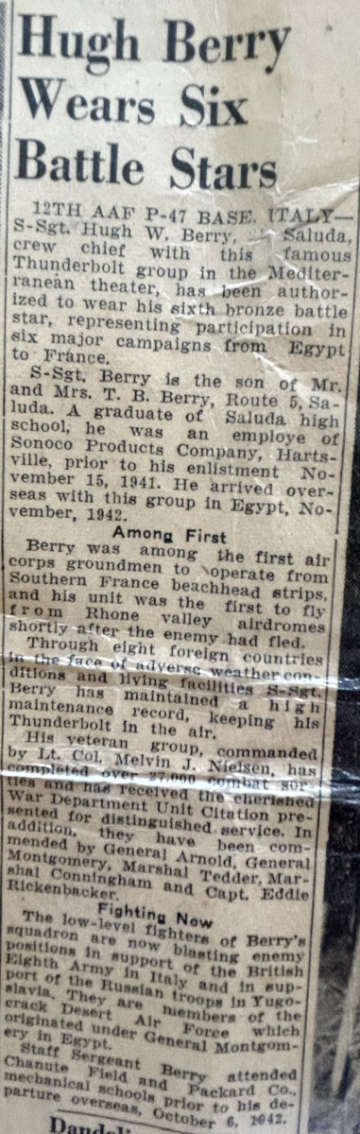 Hugh Berry
Wears Six
Battle Stars
12TH AAF P-47 BASE, ITALY—
S-Sgt. Hugh W. Berry, Saluda,
crew chief with this famous
Thunderbolt group in the Mediter-
ranean theater, has been author-
ized to wear his sixth bronze battle
star, representing participation in
six major campaigns from Egypt
to France.
S-Sgt. Berry is the son of Mr.
and Mrs. T. B. Berry, Route 5, Sa-
luda. A graduate of Saluda high
school, he was an employe of
Sonoco Products Company, Harts-
ville, prior to his enlistment No-
vember 15, 1941. He arrived over-
seas with this group in Egypt, No-
vember, 1942.
Among First
Berry was among the first air
corps groundmen to operate from
Southern France beachhead strips,
and his unit was the first to fly
from Rhone valley airdromes
shortly after the enemy had fled.
Through eight foreign countries
in the face of adverse weather con-
ditions and living facilities S-Sgt.
Berry has maintained a high
maintenance record, keeping his
Thunderbolt in the air.
His veteran group, commanded
by Lt. Col. Melvin J. Nielsen, has
completed over 27,000 combat sor-
ties and has received the cherished
War Department Unit Citation pre-
sented for distinguished service. In
addition, they have been com-
mended by General Arnold, General
Montgomery, Marshal Tedder, Mar-
shal Conningham and Capt. Eddie
Rickenbacker.
Fighting Now
The low-level fighters of Berry's
squadron are now blasting enemy
positions in support of the British
Eighth Army in Italy and in sup-
port of the Russian troops in Yugo-
slavia. They are members of the
crack Desert Air Force which
originated under General Montgom-
ery in Egypt.
Staff Sergeant Berry attended
Chanute Field and Packard Co.,
mechanical schools prior to his de-
parture overseas, October 6, 1942.